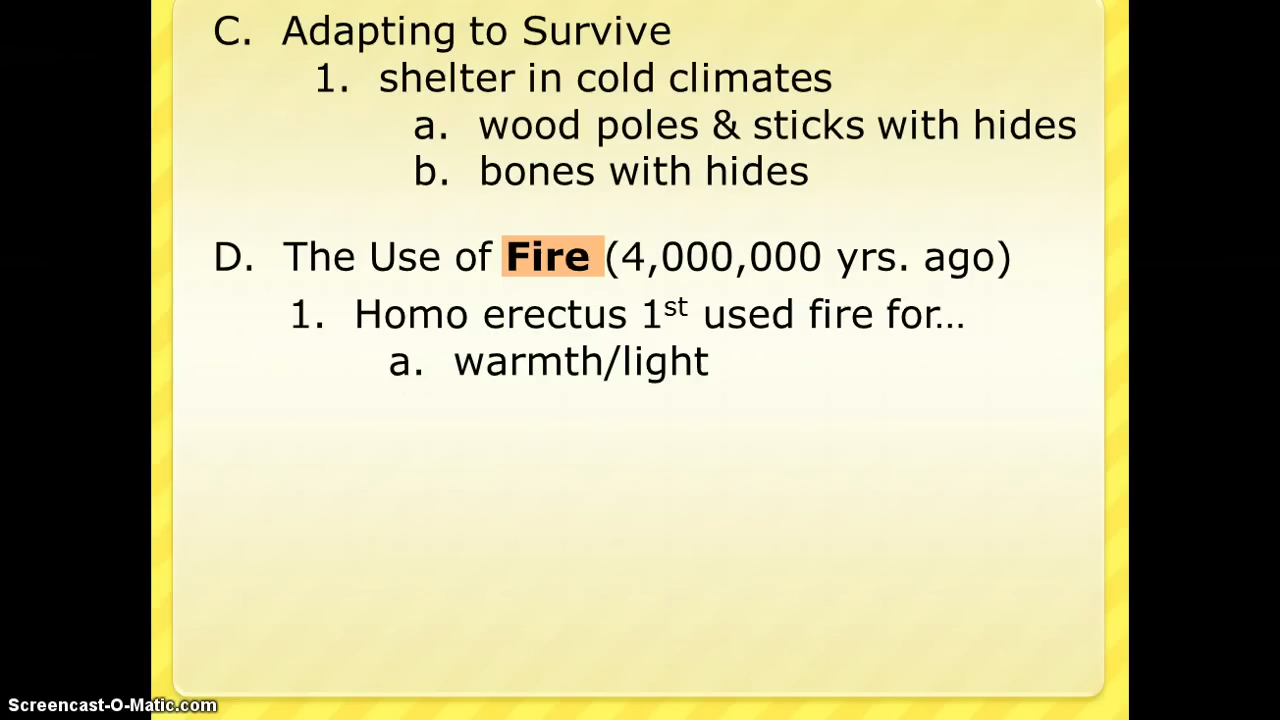 C. Adapting to Survive
1. shelter in cold climates
a. wood poles & sticks with hides
b. bones with hides
D. The Use of Fire (4,000,000 yrs. ago)
1. Homo erectus 1st used fire for…
a. warmth/light
Screencast-O-Matic.com